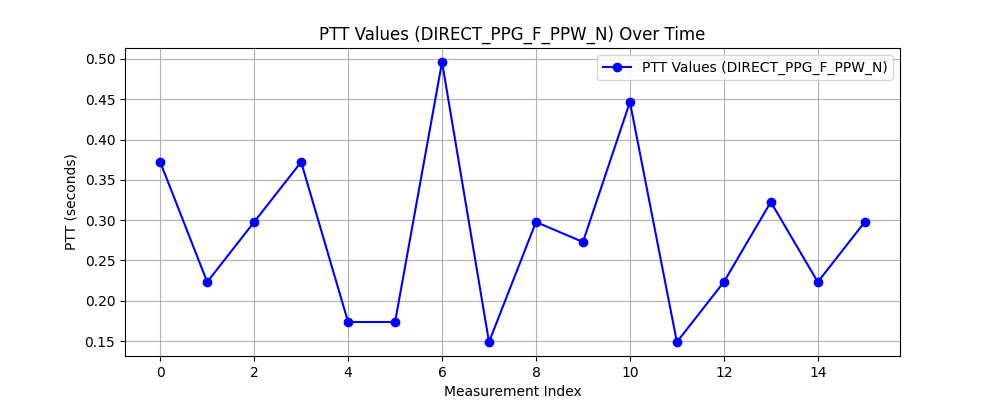 PTT Values (DIRECT_PPG_F_PPW_N) Over Time
PTT Values (DIRECT_PPG_F_PPW_N)
PTT (seconds)
0.50
0.45
0.40
0.35
0.30
0.25
0.20
0.15
0 2 4 6 8 10 12 14
Measurement Index